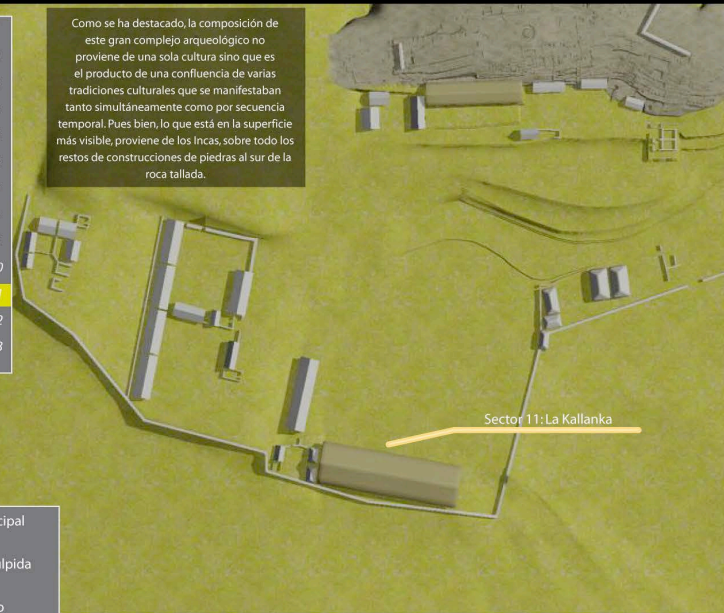 Como se ha destacado, la composición de
este gran complejo arqueológico no
proviene de una sola cultura sino que es
el producto de una confluencia de varias
tradiciones culturales que se manifestaban
tanto simultáneamente como por secuencia
temporal. Pues bien, lo que está en la superficie
más visible, proviene de los Incas, sobre todo los
restos de construcciones de piedras al sur de la
roca tallada.
Sector 11: La Kallanka